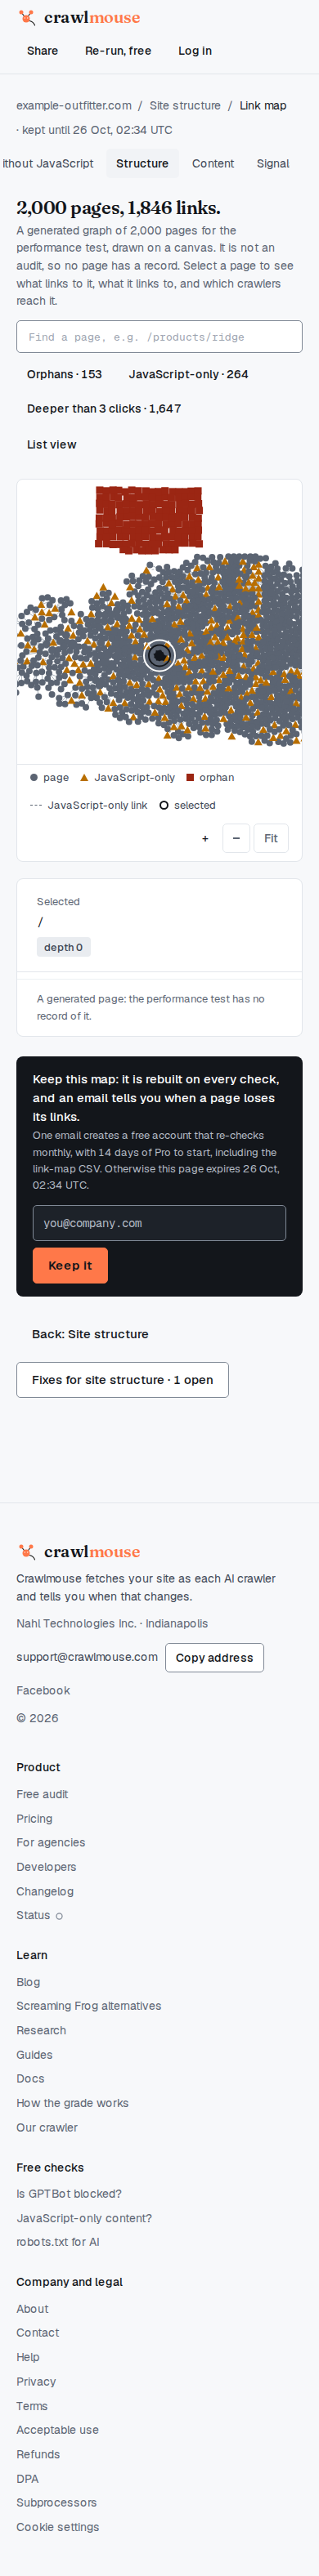 crawlmouse
Share Re-run, free Log in
example-outfitter.com / Site structure / Link map
· kept until 26 Oct, 02:34 UTC
ithout JavaScript Structure Content Signal
2,000 pages, 1,846 links.
A generated graph of 2,000 pages for the
performance test, drawn on a canvas. It is not an
audit, so no page has a record. Select a page to see
what links to it, what it links to, and which crawlers
reach it.
Find a page, e.g. /products/ridge
Orphans · 153 JavaScript-only · 264
Deeper than 3 clicks · 1,647
List view
page JavaScript-only orphan
JavaScript-only link selected
+ − Fit
Selected
/
depth 0
A generated page: the performance test has no
record of it.
Keep this map: it is rebuilt on every check,
and an email tells you when a page loses
its links.
One email creates a free account that re-checks
monthly, with 14 days of Pro to start, including the
link-map CSV. Otherwise this page expires 26 Oct,
02:34 UTC.
you@company.com
Keep It
Back: Site structure
Fixes for site structure · 1 open
crawlmouse
Crawlmouse fetches your site as each AI crawler
and tells you when that changes.
Nahl Technologies Inc. · Indianapolis
support@crawlmouse.com Copy address
Facebook
© 2026
Product
Free audit
Pricing
For agencies
Developers
Changelog
Status
Learn
Blog
Screaming Frog alternatives
Research
Guides
Docs
How the grade works
Our crawler
Free checks
Is GPTBot blocked?
JavaScript-only content?
robots.txt for AI
Company and legal
About
Contact
Help
Privacy
Terms
Acceptable use
Refunds
DPA
Subprocessors
Cookie settings